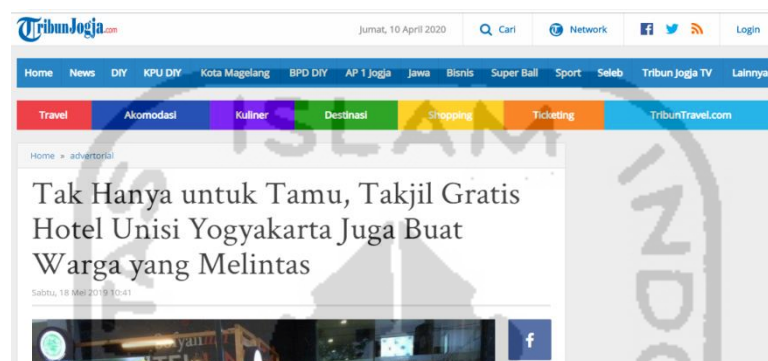 TribunJogja.com
Jumat, 10 April 2020 Cari Network Login
Home News DIY KPU DIY Kota Magelang BPD DIY AP 1 Jogja Jawa Bisnis Super Ball Sport Seleb Tribun Jogja TV Lainnya
Travel Akomodasi Kuliner Destinasi Shopping Ticketing TribunTravel.com
ISLAM
Home » advertorial
Tak Hanya untuk Tamu, Takjil Gratis
Hotel Unisi Yogyakarta Juga Buat
Warga yang Melintas
Sabtu, 18 Mei 2019 10:41
TAS
INDO